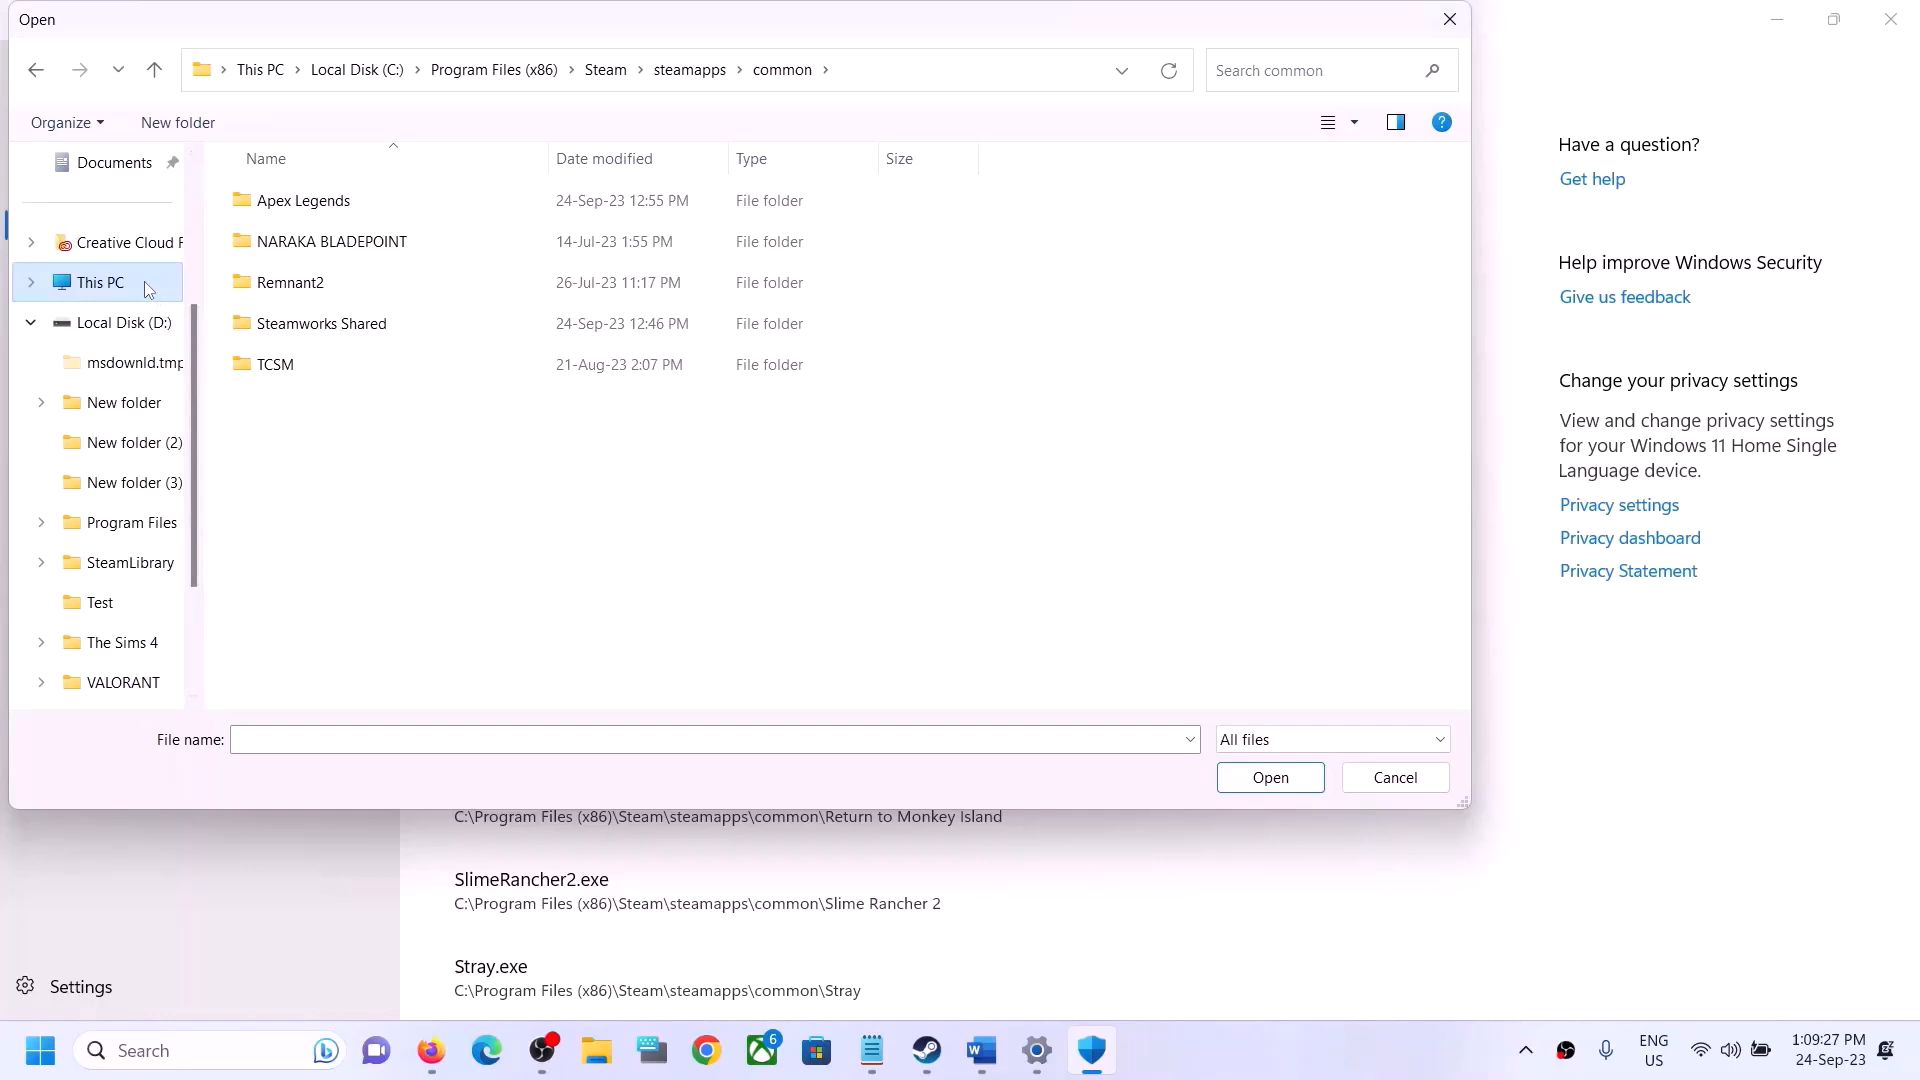 Open
This PC
Local Disk (C:)
Program Files (x86)
Steam
steamapps
common
Search common
Organize
New folder
Name
Date modified
Type
Size
Documents
Creative Cloud F
This PC
Local Disk (D:)
msdownld.tmp
New folder
New folder (2)
New folder (3)
Program Files
SteamLibrary
Test
The Sims 4
VALORANT
Apex Legends
24-Sep-23 12:55 PM
File folder
NARAKA BLADEPOINT
14-Jul-23 1:55 PM
File folder
Remnant2
26-Jul-23 11:17 PM
File folder
Steamworks Shared
24-Sep-23 12:46 PM
File folder
TCSM
21-Aug-23 2:07 PM
File folder
File name:
All files
Open
Cancel
Have a question?
Get help
Help improve Windows Security
Give us feedback
Change your privacy settings
View and change privacy settings
for your Windows 11 Home Single
Language device.
Privacy settings
Privacy dashboard
Privacy Statement
C:\Program Files (x86)\Steam\steamapps\common\Return to Monkey Island
SlimeRancher2.exe
C:\Program Files (x86)\Steam\steamapps\common\Slime Rancher 2
Stray.exe
C:\Program Files (x86)\Steam\steamapps\common\Stray
Settings
Search
6
ENG
US
1:09:27 PM
24-Sep-23